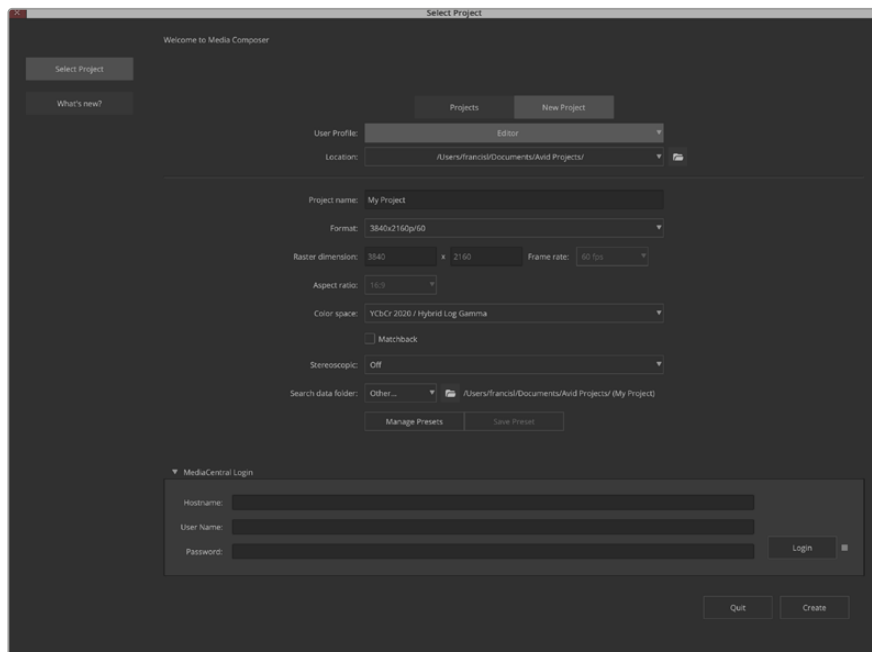 Select Project
Welcome to Media Composer
Select Project
What's new?
Projects New Project
User Profile: Editor
Location: /Users/francisl/Documents/Avid Projects/
Project name: My Project
Format: 3840x2160p/60
Raster dimension: 3840 x 2160 Frame rate: 60 fps
Aspect ratio: 16:9
Color space: YCbCr 2020 / Hybrid Log Gamma
Matchback
Stereoscopic: Off
Search data folder: Other... /Users/francisl/Documents/Avid Projects/ (My Project)
Manage Presets Save Preset
MediaCentral Login
Hostname:
User Name:
Password:
Login
Quit Create